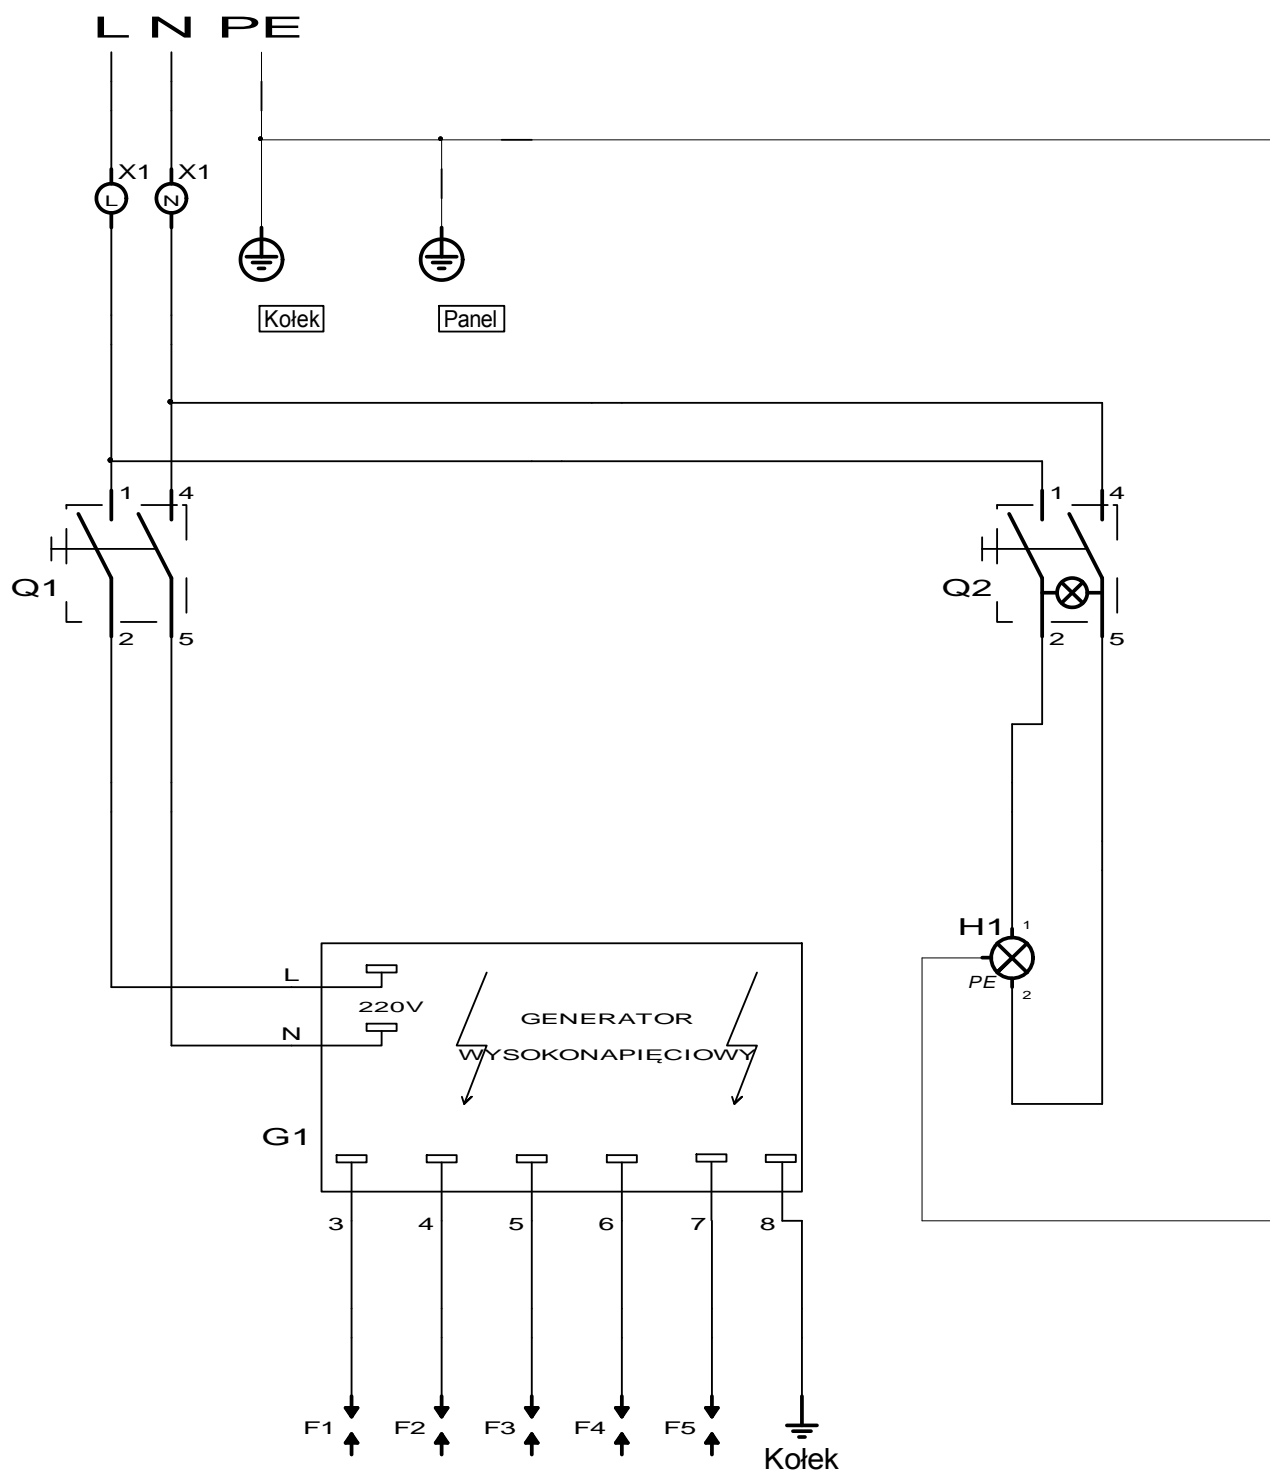 L N PE
X1 X1
L N
Kołek Panel
1 4 1 4
Q1 Q2
2 5 2 5
H1 1
PE 2
L
220V
N
GENERATOR
WYSOKONAPIĘCIOWY
G1
3 4 5 6 7 8
F1 F2 F3 F4 F5
Kołek